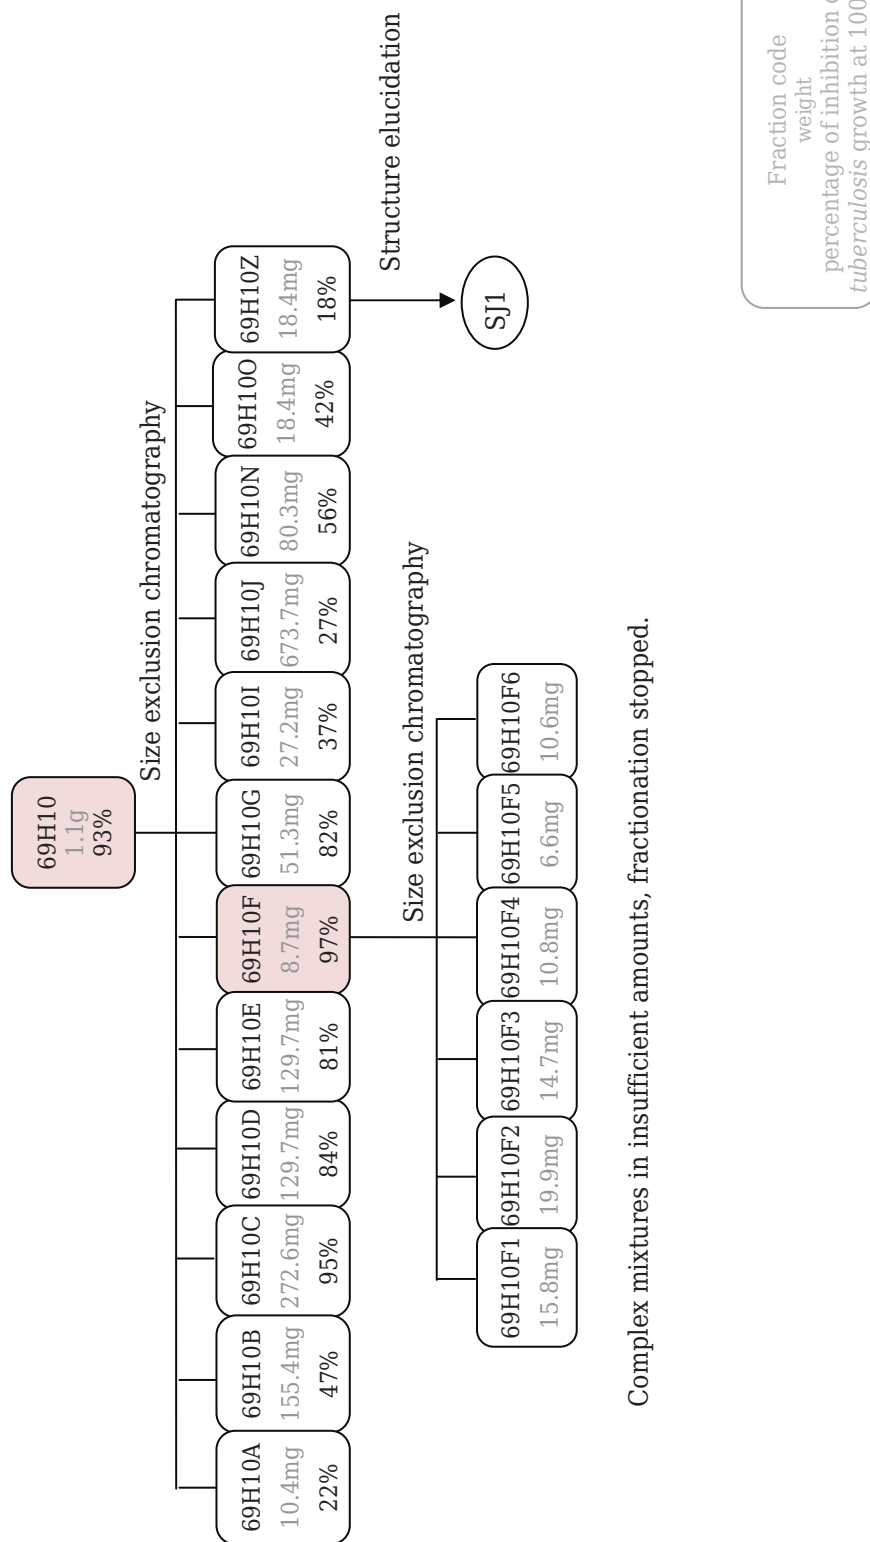 69H10
1.1g
93%
Size exclusion chromatography
69H10A
10.4mg
22%
69H10B
155.4mg
47%
69H10C
272.6mg
95%
69H10D
129.7mg
84%
69H10E
129.7mg
81%
69H10F
8.7mg
97%
69H10G
51.3mg
82%
69H10I
27.2mg
37%
69H10J
673.7mg
27%
69H10N
80.3mg
56%
69H10O
18.4mg
42%
69H10Z
18.4mg
18%
Size exclusion chromatography
Structure elucidation
69H10F1
15.8mg
69H10F2
19.9mg
69H10F3
14.7mg
69H10F4
10.8mg
69H10F5
6.6mg
69H10F6
10.6mg
SJ1
Complex mixtures in insufficient amounts, fractionation stopped.
Fraction code
weight
percentage of inhibition
tuberculosis growth at 100